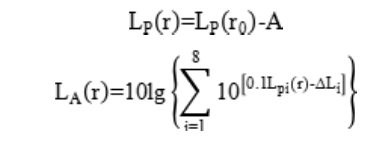 LP(r)=LP(r0)-A
LA(r)=10lg{∑i=1 8 10[0.1Lpi(r)-ΔLi]}